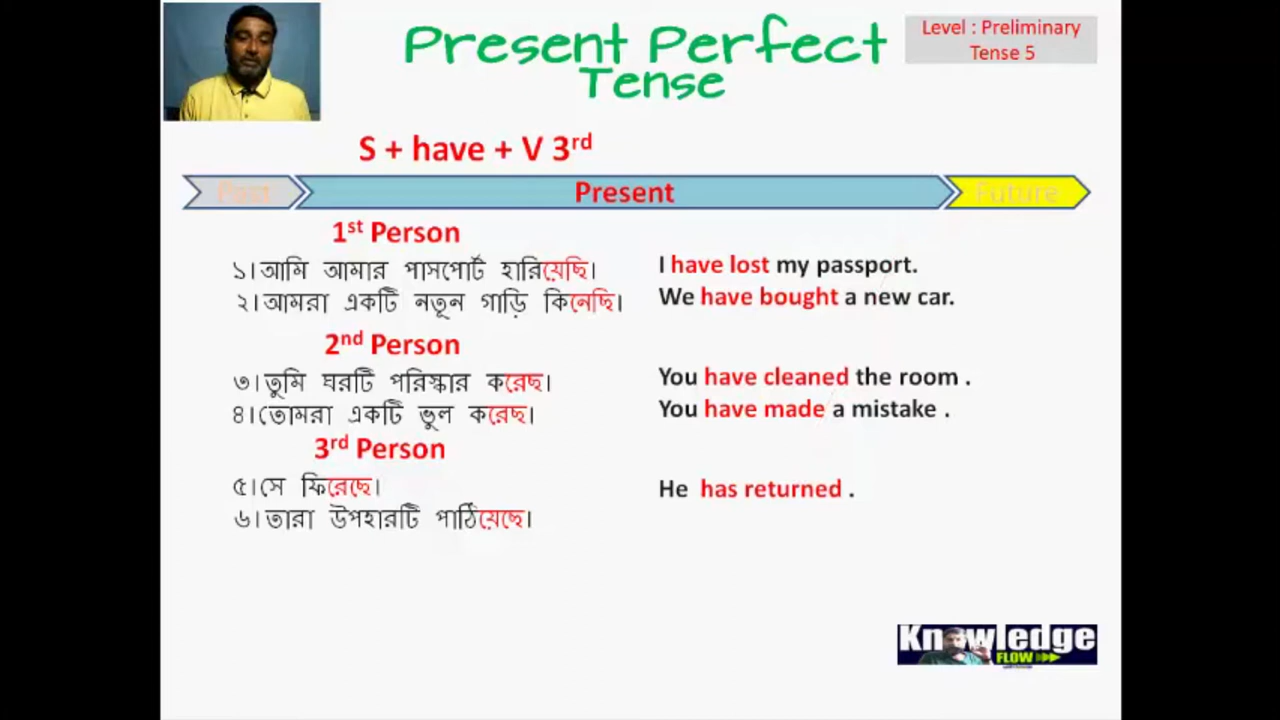 Present Perfect
Tense
Level : Preliminary
Tense 5
S + have + V 3rd
Past Present Future
1st Person
১। আমি আমার পাসপোর্ট হারিয়েছি। I have lost my passport.
২। আমরা একটি নতূন গাড়ি কিনেছি। We have bought a new car.
2nd Person
৩। তুমি ঘরটি পরিস্কার করেছ। You have cleaned the room .
৪। তোমরা একটি ভুল করেছ। You have made a mistake .
3rd Person
৫। সে ফিরেছে। He has returned .
৬। তারা উপহারটি পাঠিয়েছে।
Knowledge
FLOW